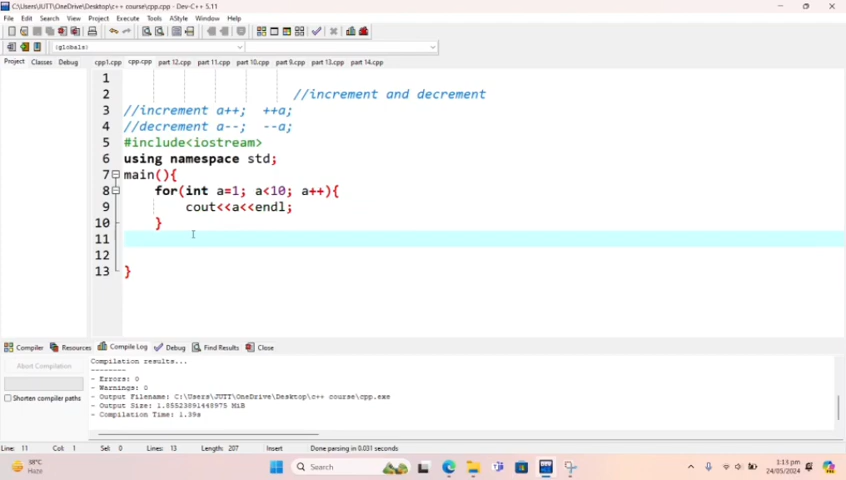 C:\Users\JUTT\OneDrive\Desktop\c++ course\cpp.cpp - Dev-C++ 5.11
File Edit Search View Project Execute Tools AStyle Window Help
(globals)
Project Classes Debug
cpp1.cpp cpp.cpp part 12.cpp part 11.cpp part 10.cpp part 9.cpp part 13.cpp part 14.cpp
1
2 //increment and decrement
3 //increment a++; ++a;
4 //decrement a--; --a;
5 #include<iostream>
6 using namespace std;
7 main(){
8 for(int a=1; a<10; a++){
9 cout<<a<<endl;
10 }
11
12
13 }
Compiler Resources Compile Log Debug Find Results Close
Abort Compilation
Shorten compiler paths
Compilation results...
--------
- Errors: 0
- Warnings: 0
- Output Filename: C:\Users\JUTT\OneDrive\Desktop\c++ course\cpp.exe
- Output Size: 1.85523891448975 MiB
- Compilation Time: 1.39s
Line: 11 Col: 1 Sel: 0 Lines: 13 Length: 207 Insert Done parsing in 0.031 seconds
38°C
Haze
Search
3:13 pm
24/05/2024